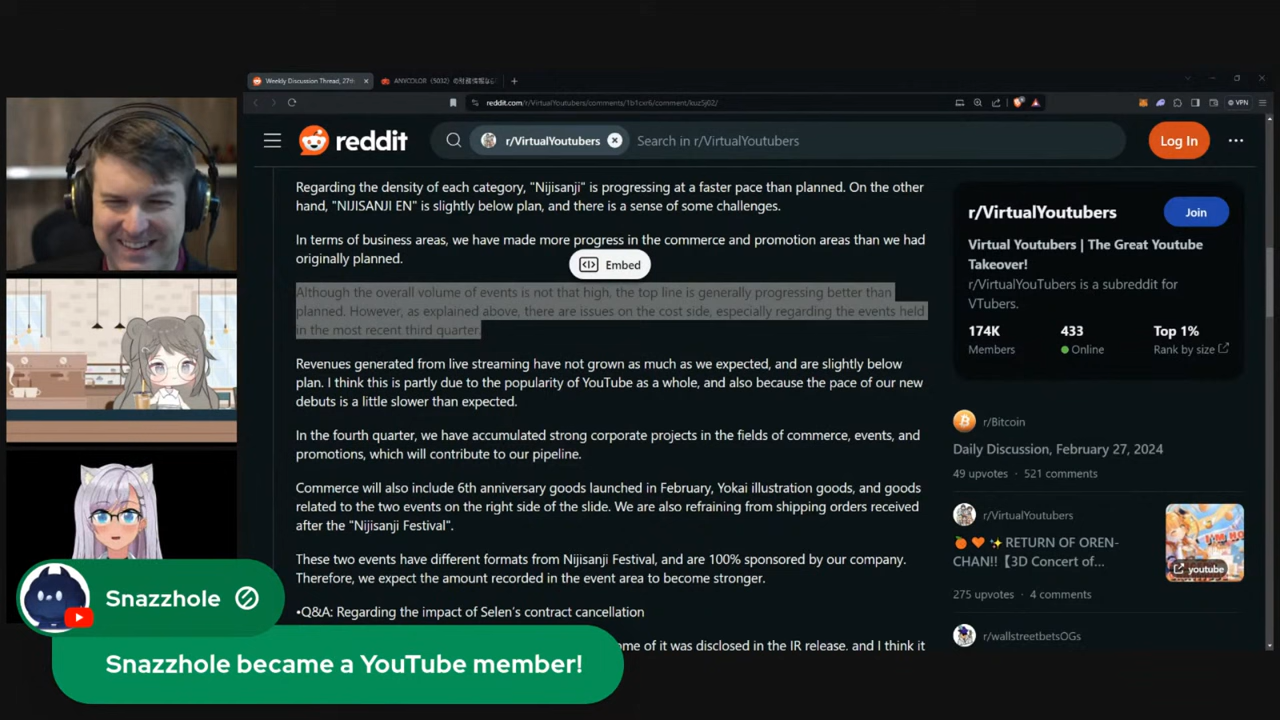 Weekly Discussion Thread, 27th
ANYCOLOR (5032)
reddit.com/r/VirtualYoutubers/comments/1b1cxr6/comment/kuz5j02/
VPN
reddit
r/VirtualYoutubers
Search in r/VirtualYoutubers
Log In
Regarding the density of each category, "Nijisanji" is progressing at a faster pace than planned. On the other
hand, "NIJISANJI EN" is slightly below plan, and there is a sense of some challenges.
In terms of business areas, we have made more progress in the commerce and promotion areas than we had
originally planned.
Embed
Although the overall volume of events is not that high, the top line is generally progressing better than
planned. However, as explained above, there are issues on the cost side, especially regarding the events held
in the most recent third quarter.
Revenues generated from live streaming have not grown as much as we expected, and are slightly below
plan. I think this is partly due to the popularity of YouTube as a whole, and also because the pace of our new
debuts is a little slower than expected.
In the fourth quarter, we have accumulated strong corporate projects in the fields of commerce, events, and
promotions, which will contribute to our pipeline.
Commerce will also include 6th anniversary goods launched in February, Yokai illustration goods, and goods
related to the two events on the right side of the slide. We are also refraining from shipping orders received
after the "Nijisanji Festival".
These two events have different formats from Nijisanji Festival, and are 100% sponsored by our company.
Therefore, we expect the amount recorded in the event area to become stronger.
•Q&A: Regarding the impact of Selen's contract cancellation
ome of it was disclosed in the IR release, and I think it
r/VirtualYoutubers
Join
Virtual Youtubers | The Great Youtube
Takeover!
r/VirtualYoutubers is a subreddit for
VTubers.
174K
433
Top 1%
Members
Online
Rank by size
r/Bitcoin
Daily Discussion, February 27, 2024
49 upvotes · 521 comments
r/VirtualYoutubers
RETURN OF OREN-
CHAN!!【3D Concert of...
youtube
275 upvotes · 4 comments
r/wallstreetbetsOGs
Snazzhole
Snazzhole became a YouTube member!